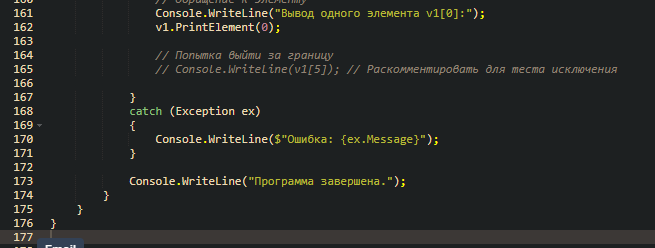 160 // Обращение к элементу
161 Console.WriteLine("Вывод одного элемента v1[0]:");
162 v1.PrintElement(0);
163
164 // Попытка выйти за границу
165 // Console.WriteLine(v1[5]); // Раскомментировать для теста исключения
166
167 }
168 catch (Exception ex)
169 {
170 Console.WriteLine($"Ошибка: {ex.Message}");
171 }
172
173 Console.WriteLine("Программа завершена.");
174 }
175 }
176 }
177
Email